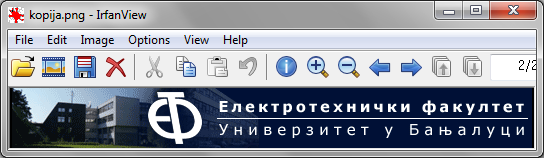 kopija.png - IrfanView
File Edit Image Options View Help
2/2
Електротехнички факултет
Универзитет у Бањалуци